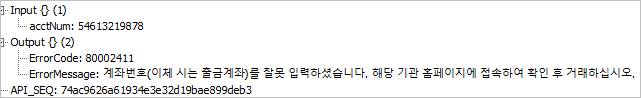 Input {} (1)
acctNum: 54613219878
Output {} (2)
ErrorCode: 80002411
ErrorMessage: 계좌번호(이체 시는 출금계좌)를 잘못 입력하셨습니다. 해당 기관 홈페이지에 접속하여 확인 후 거래하십시오.
API_SEQ: 74ac9626a61934e3e32d19bae899deb3